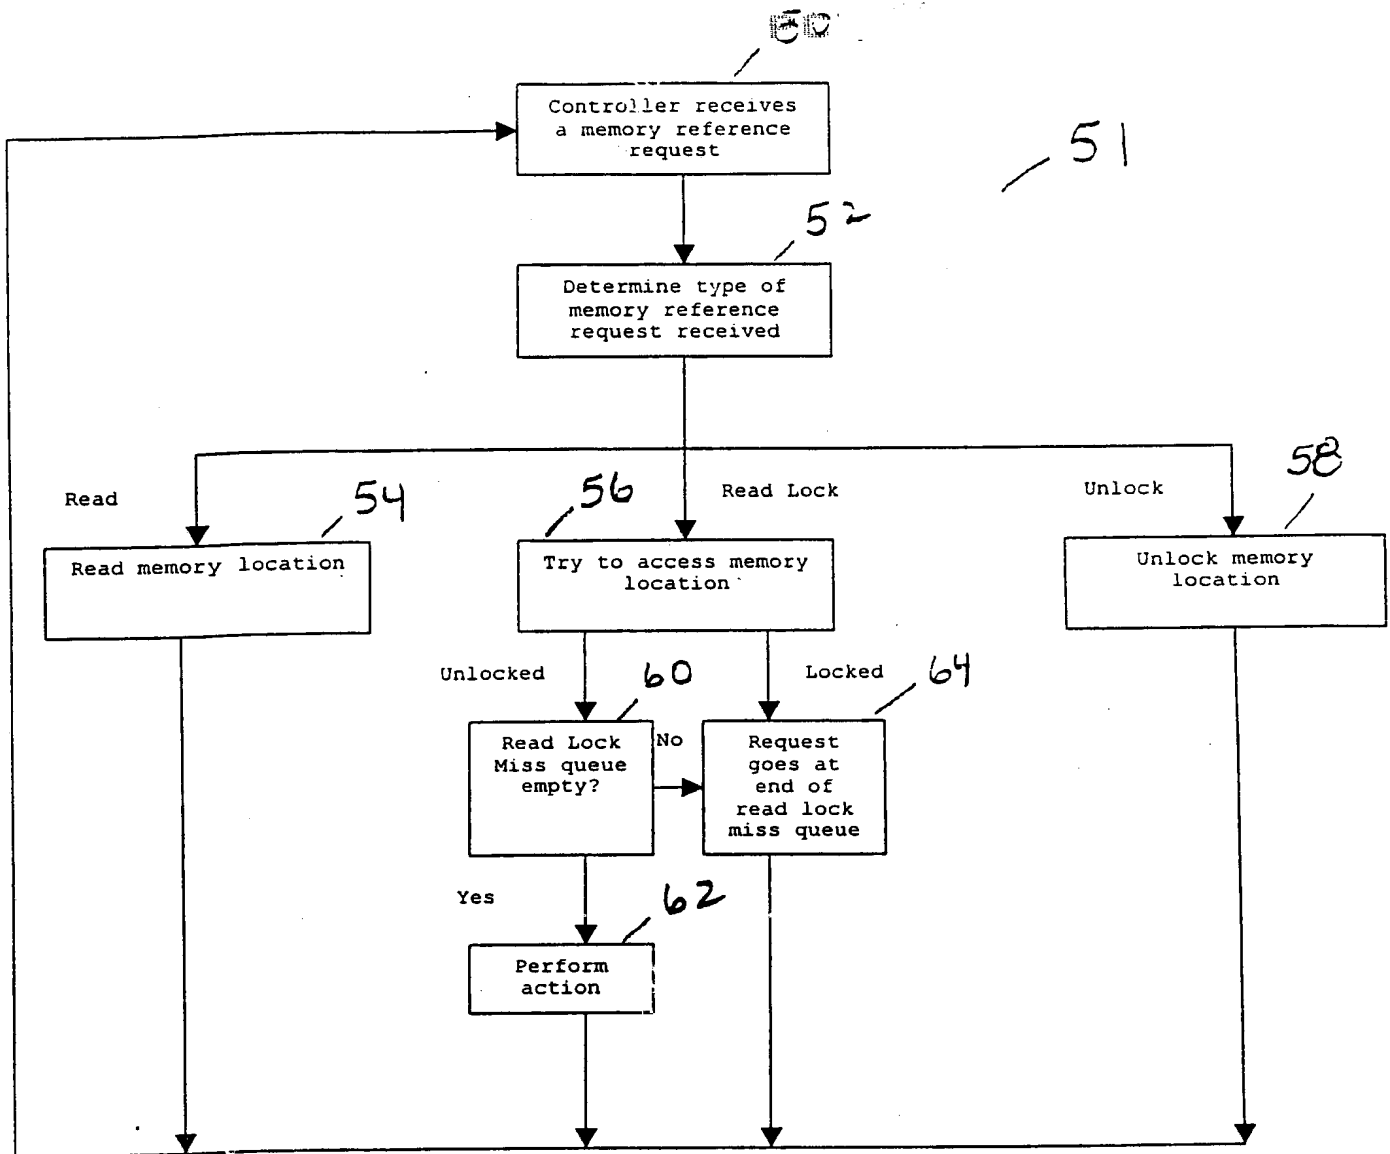 Controller receives
a memory reference
request
51
52
Determine type of
memory reference
request received
Read
54
56
Read Lock
Unlock
58
Read memory location
Try to access memory
location
Unlock memory
location
Unlocked
60
Locked
64
Read Lock
Miss queue
empty?
No
Request
goes at
end of
read lock
miss queue
Yes
62
Perform
action